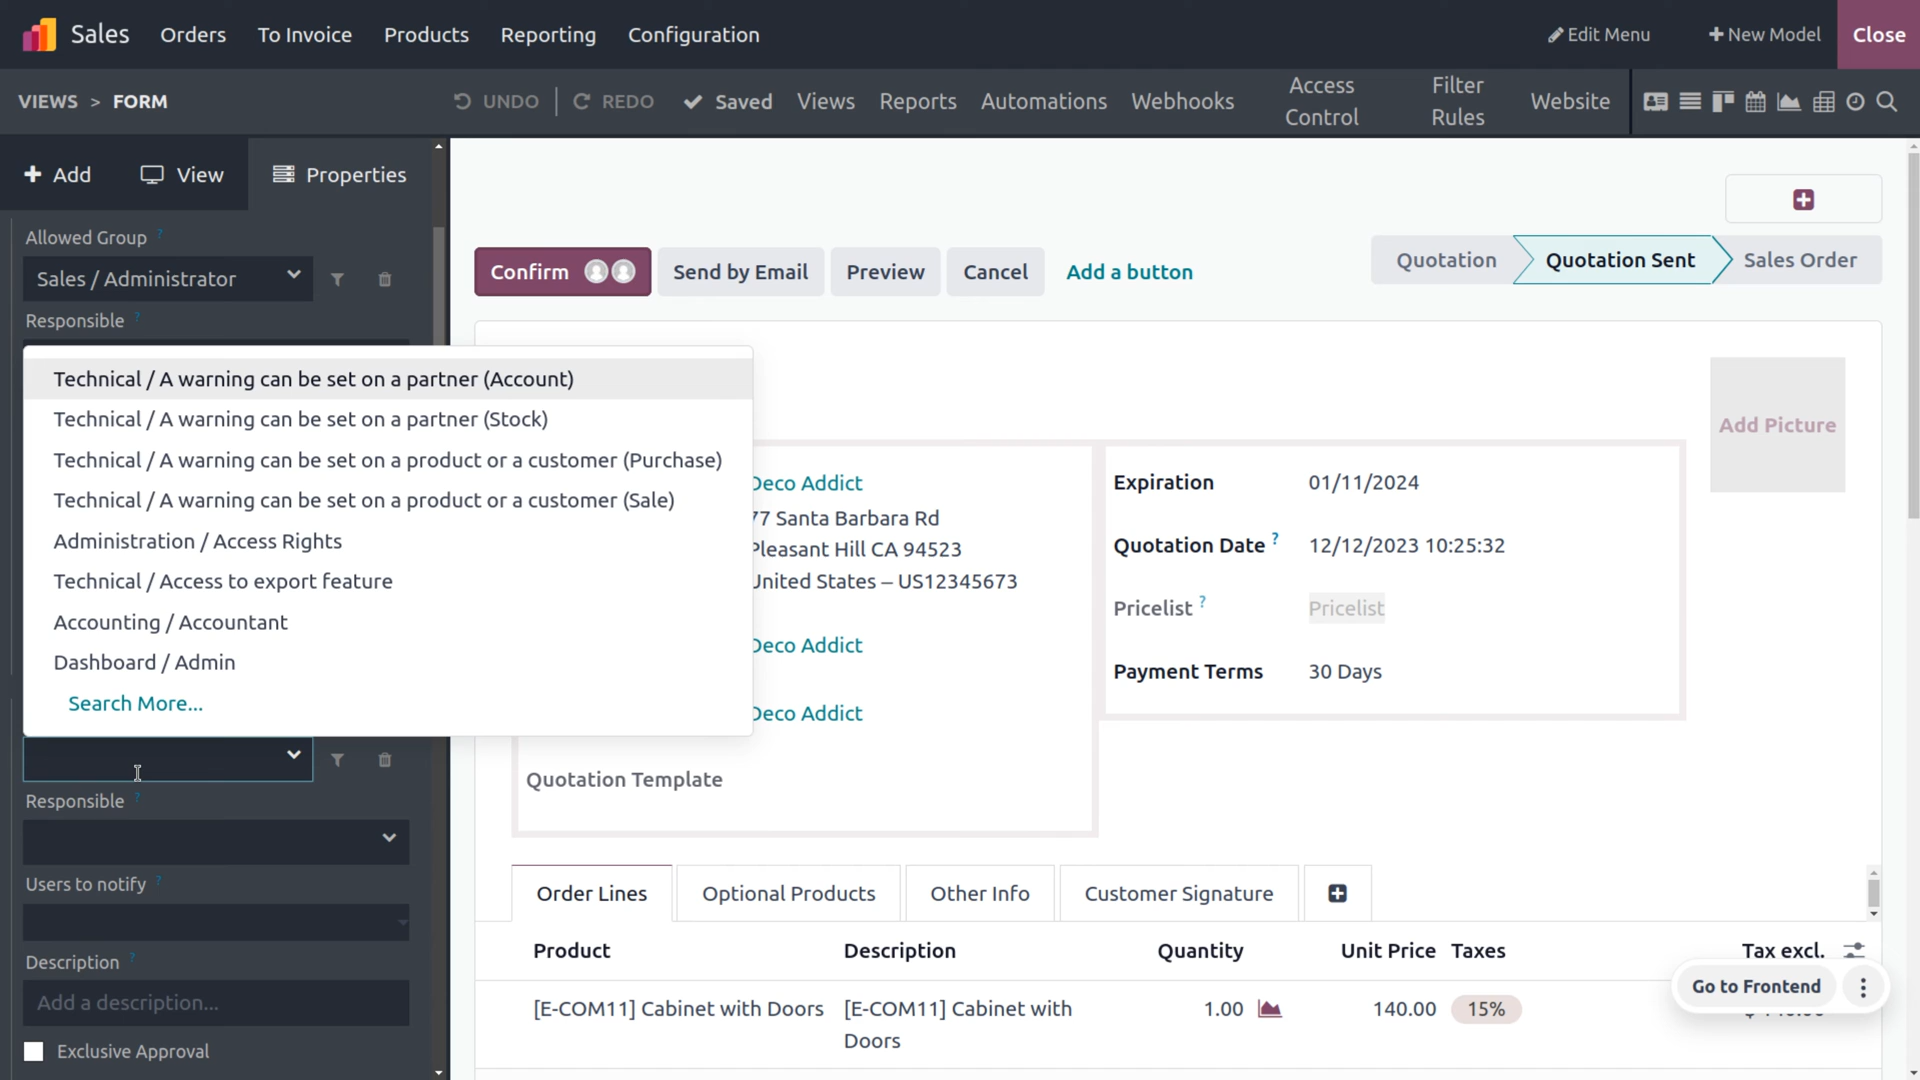 Sales Orders To Invoice Products Reporting Configuration Edit Menu New Model Close
VIEWS > FORM UNDO REDO Saved Views Reports Automations Webhooks Access Control Filter Rules Website
Add View Properties
Allowed Group ?
Sales / Administrator
Responsible ?
Technical / A warning can be set on a partner (Account)
Technical / A warning can be set on a partner (Stock)
Technical / A warning can be set on a product or a customer (Purchase)
Technical / A warning can be set on a product or a customer (Sale)
Administration / Access Rights
Technical / Access to export feature
Accounting / Accountant
Dashboard / Admin
Search More...
Responsible ?
Users to notify ?
Description ?
Add a description...
Exclusive Approval
Confirm Send by Email Preview Cancel Add a button
Quotation Quotation Sent Sales Order
Add Picture
Deco Addict
77 Santa Barbara Rd
Pleasant Hill CA 94523
United States – US12345673
Deco Addict
Deco Addict
Quotation Template
Expiration 01/11/2024
Quotation Date ? 12/12/2023 10:25:32
Pricelist ? Pricelist
Payment Terms 30 Days
Order Lines Optional Products Other Info Customer Signature
Product Description Quantity Unit Price Taxes Tax excl.
[E-COM11] Cabinet with Doors [E-COM11] Cabinet with Doors 1.00 140.00 15%
Go to Frontend